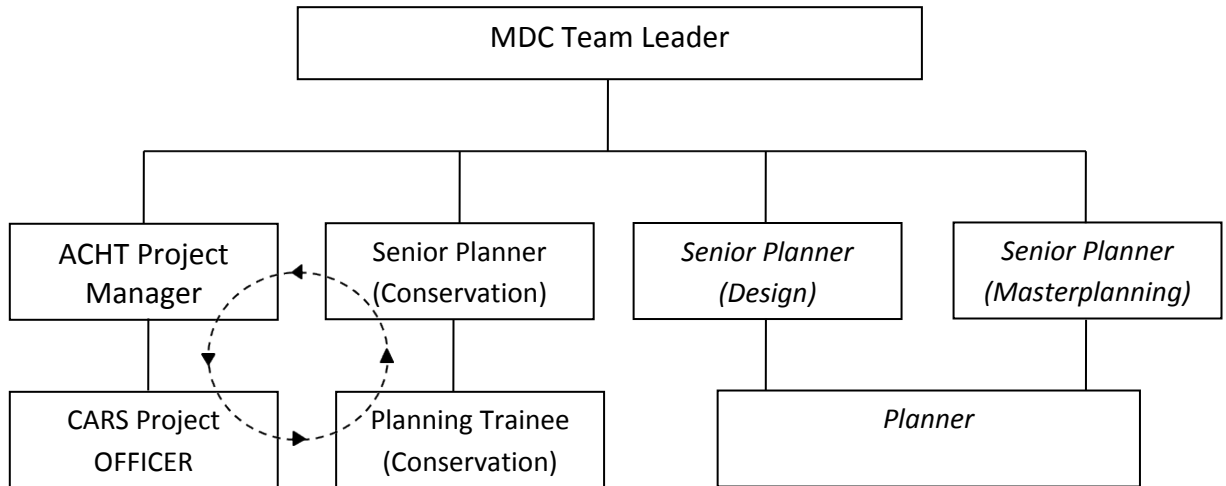 MDC Team Leader
ACHT Project
Manager
Senior Planner
(Conservation)
Senior Planner
(Design)
Senior Planner
(Masterplanning)
CARS Project
OFFICER
Planning Trainee
(Conservation)
Planner